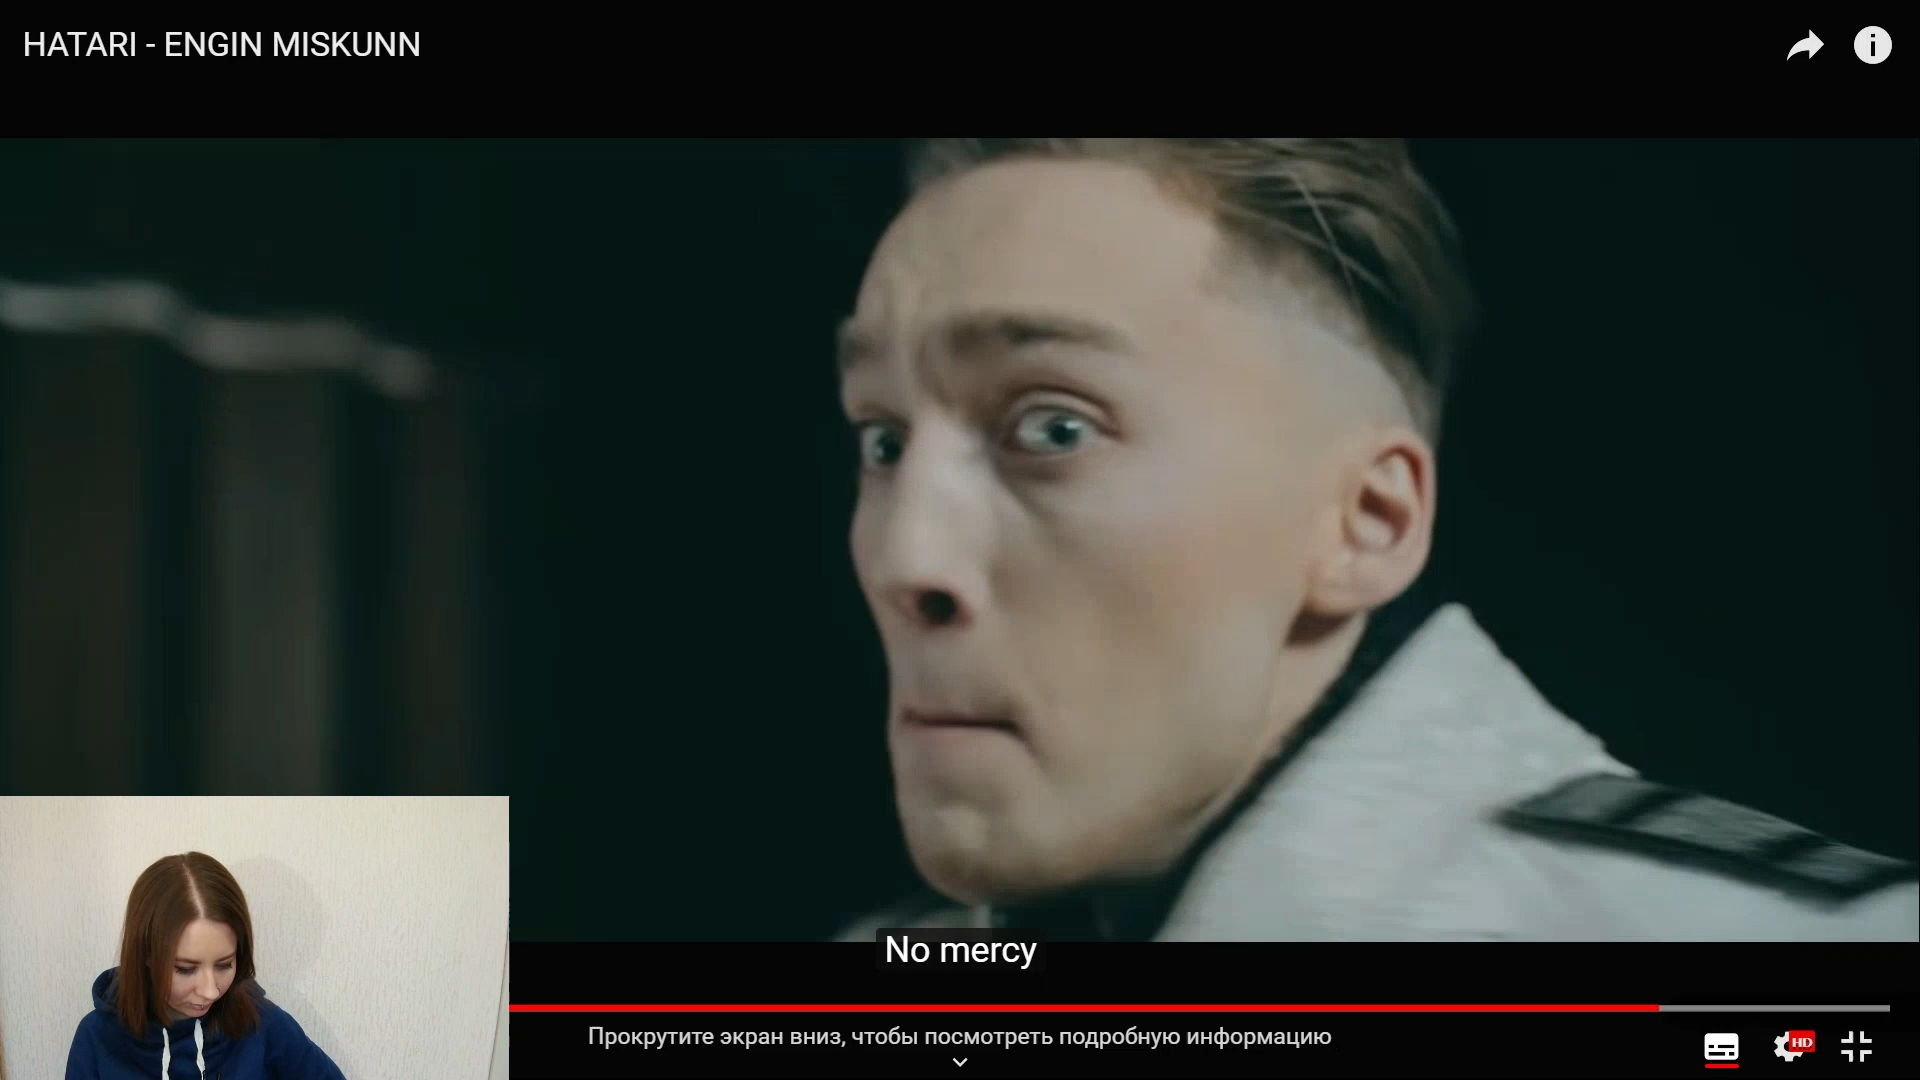 HATARI - ENGIN MISKUNN
No mercy
Прокрутите экран вниз, чтобы посмотреть подробную информацию
HD